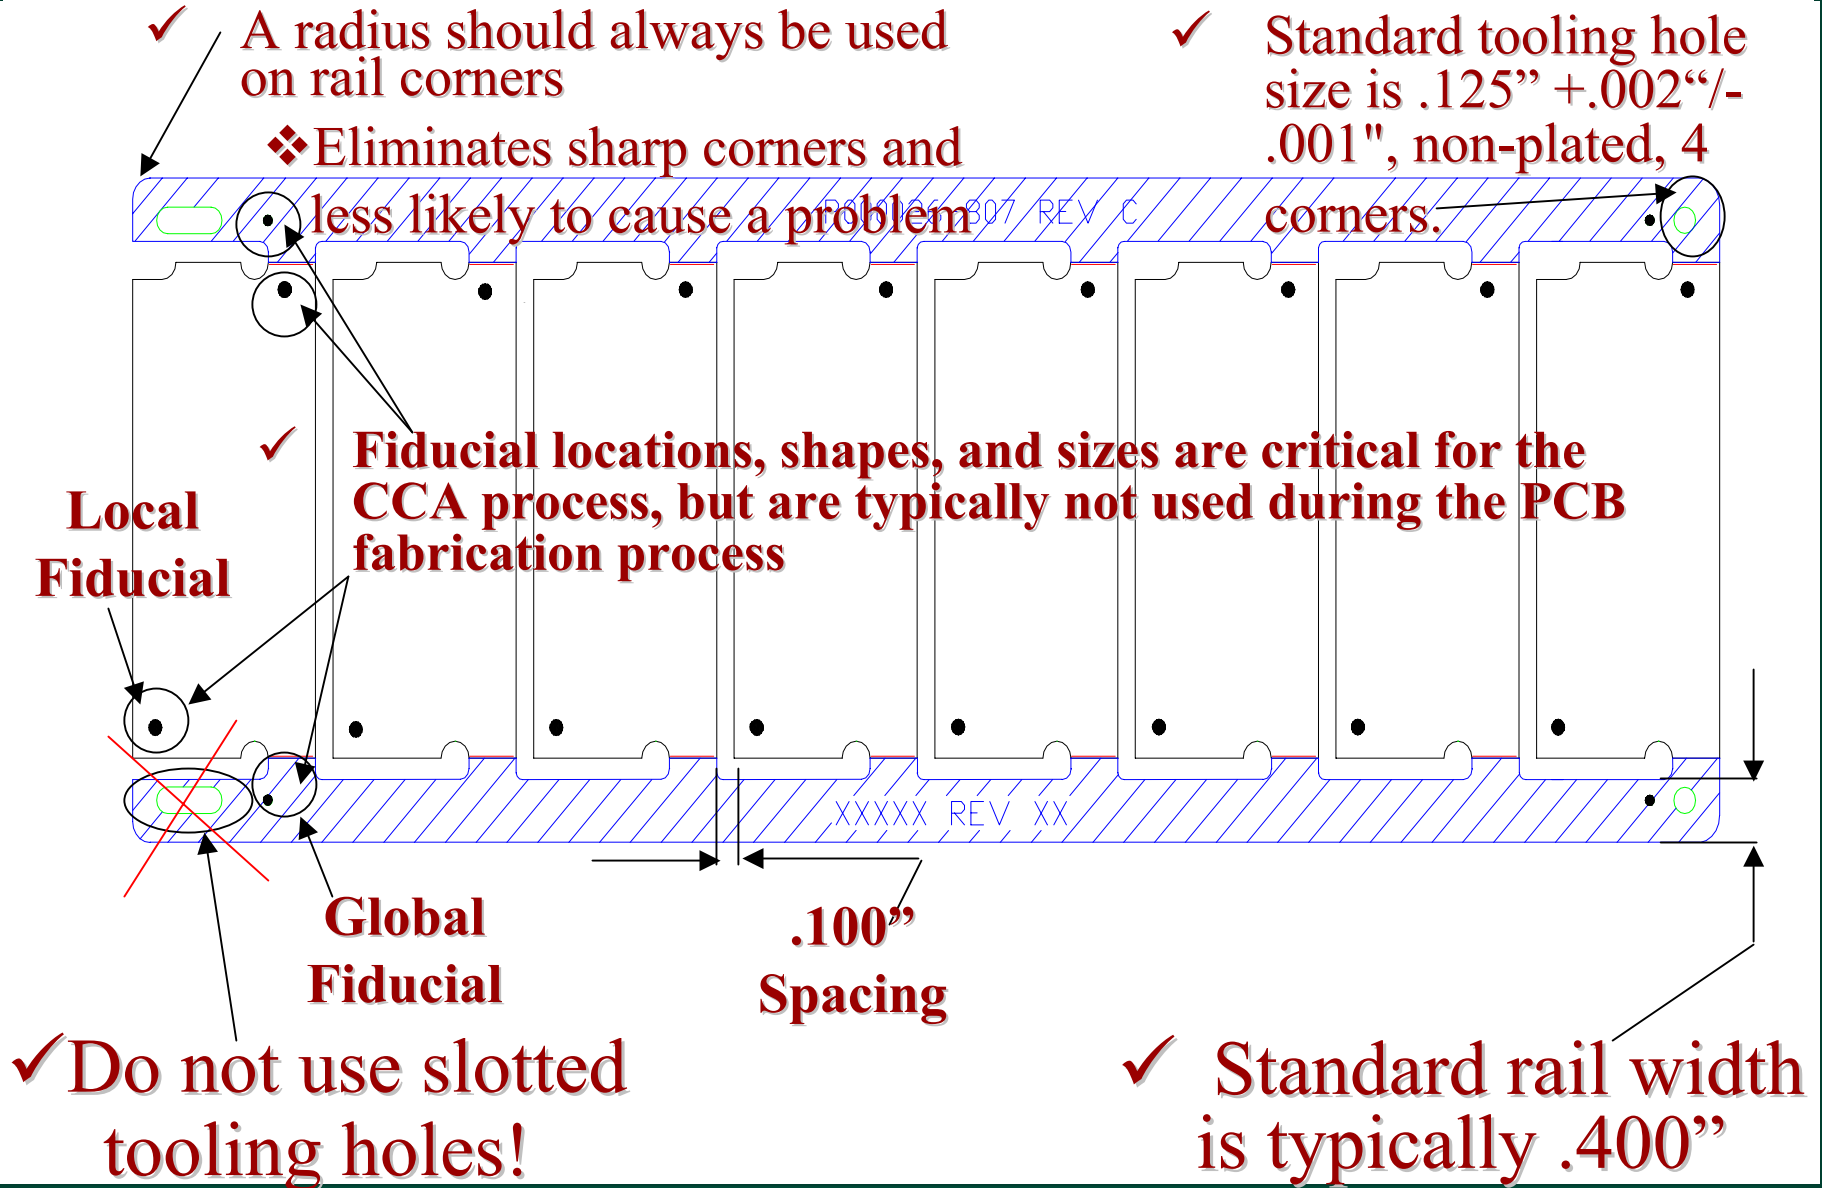 ✓ A radius should always be used
on rail corners
❖Eliminates sharp corners and
less likely to cause a problem
✓ Standard tooling hole
size is .125” +.002“/-
.001", non-plated, 4
corners.
807 REV C
✓ Fiducial locations, shapes, and sizes are critical for the
CCA process, but are typically not used during the PCB
fabrication process
Local
Fiducial
XXXXX REV XX
Global
Fiducial
.100”
Spacing
✓Do not use slotted
tooling holes!
✓ Standard rail width
is typically .400”